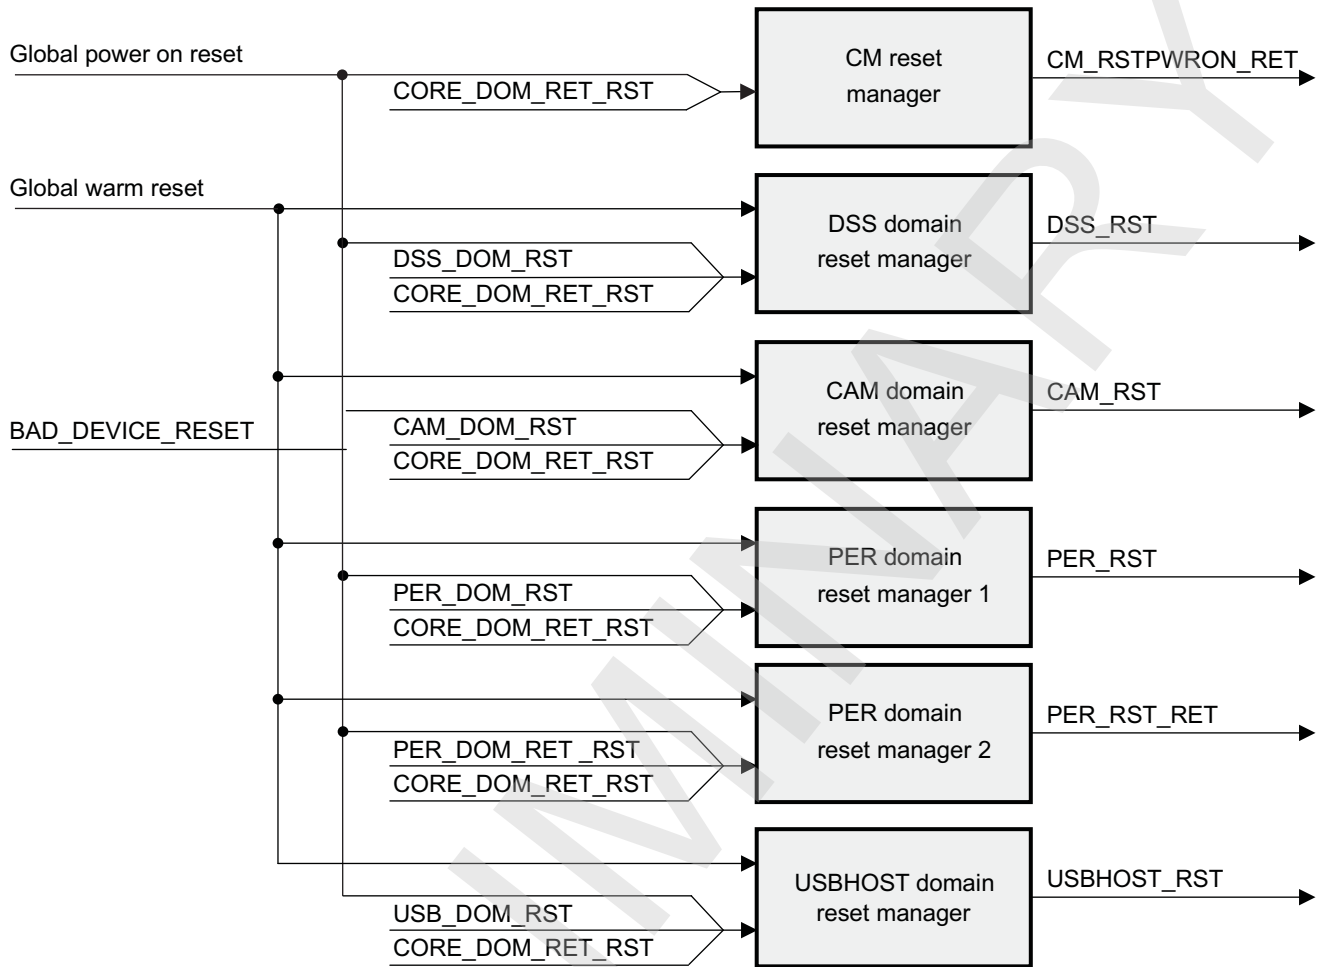 Global power on reset
CORE_DOM_RET_RST
CM reset
manager
CM_RSTPWRON_RET
Global warm reset
DSS_DOM_RST
CORE_DOM_RET_RST
DSS domain
reset manager
DSS_RST
BAD_DEVICE_RESET
CAM_DOM_RST
CORE_DOM_RET_RST
CAM domain
reset manager
CAM_RST
PER_DOM_RST
CORE_DOM_RET_RST
PER domain
reset manager 1
PER_RST
PER_DOM_RET _RST
CORE_DOM_RET_RST
PER domain
reset manager 2
PER_RST_RET
USB_DOM_RST
CORE_DOM_RET_RST
USBHOST domain
reset manager
USBHOST_RST
IMINARY